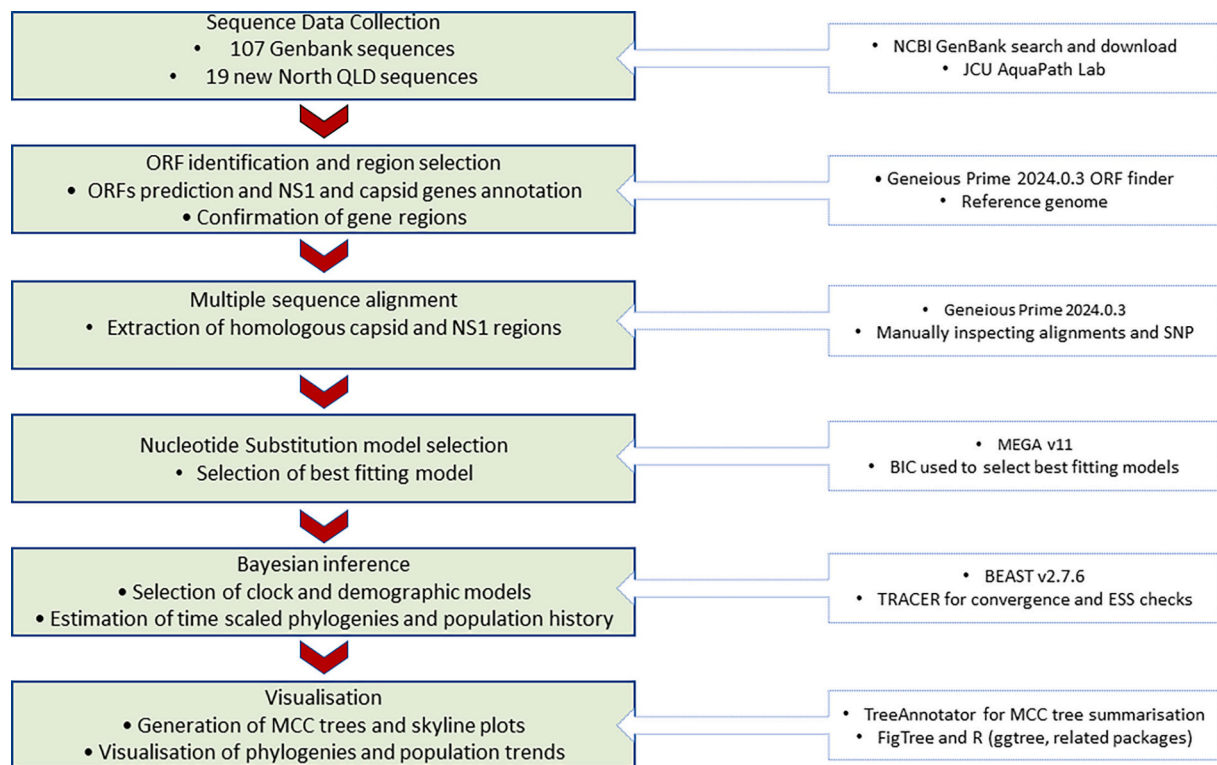 Sequence Data Collection
• 107 Genbank sequences
• 19 new North QLD sequences
• NCBI GenBank search and download
• JCU AquaPath Lab
ORF identification and region selection
• ORFs prediction and NS1 and capsid genes annotation
• Confirmation of gene regions
• Geneious Prime 2024.0.3 ORF finder
• Reference genome
Multiple sequence alignment
• Extraction of homologous capsid and NS1 regions
• Geneious Prime 2024.0.3
• Manually inspecting alignments and SNP
Nucleotide Substitution model selection
• Selection of best fitting model
• MEGA v11
• BIC used to select best fitting models
Bayesian inference
• Selection of clock and demographic models
• Estimation of time scaled phylogenies and population history
• BEAST v2.7.6
• TRACER for convergence and ESS checks
Visualisation
• Generation of MCC trees and skyline plots
• Visualisation of phylogenies and population trends
• TreeAnnotator for MCC tree summarisation
• FigTree and R (ggtree, related packages)